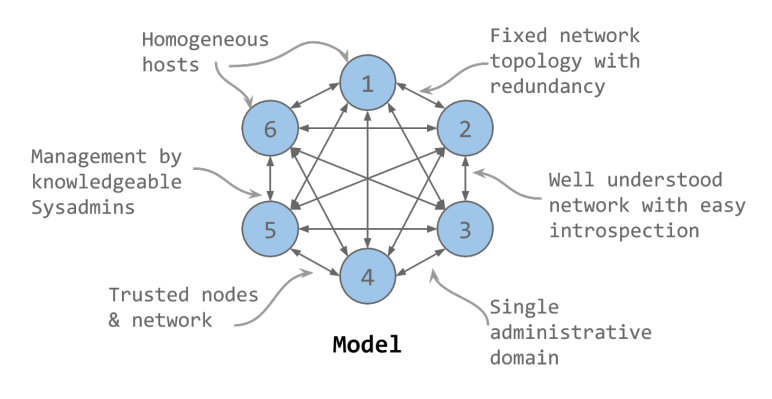 Homogeneous
hosts
Fixed network
topology with
redundancy
1
6
2
Management by
knowledgeable
Sysadmins
Well understood
network with easy
introspection
5
3
4
Trusted nodes
& network
Single
administrative
domain
Model